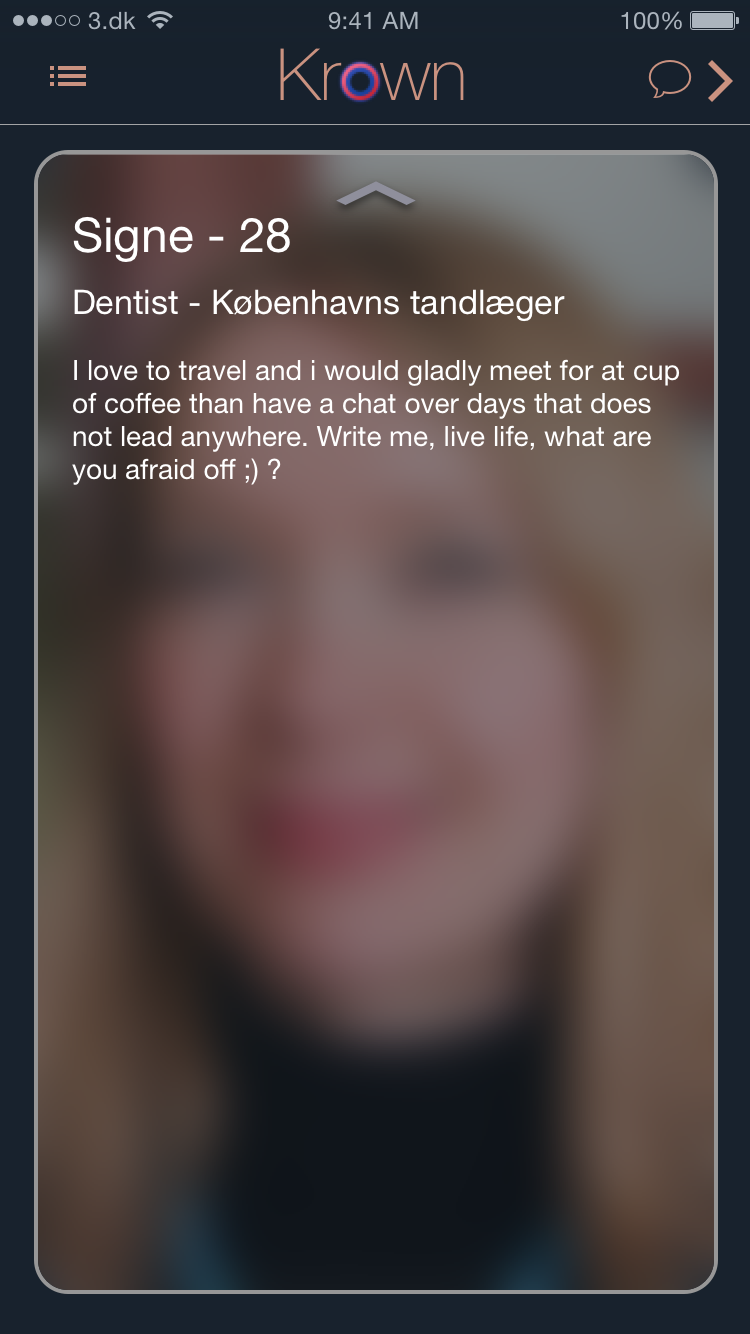 3.dk 9:41 AM 100%
Krown
Signe - 28
Dentist - Københavns tandlæger
I love to travel and i would gladly meet for at cup
of coffee than have a chat over days that does
not lead anywhere. Write me, live life, what are
you afraid off ;) ?